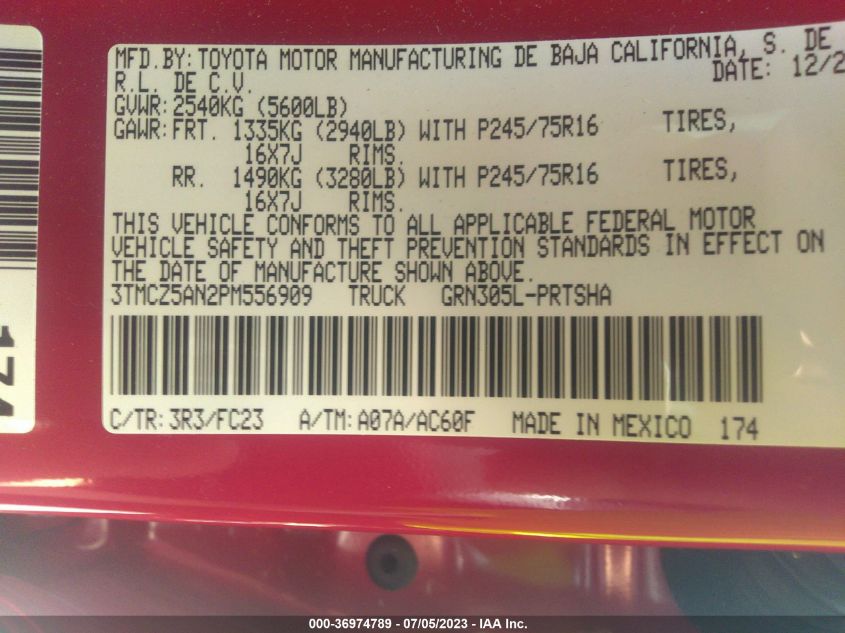 MFD.BY:TOYOTA MOTOR MANUFACTURING DE BAJA CALIFORNIA, S. DE
R.L. DE C.V. DATE: 12/2
GVWR:2540KG (5600LB)
GAWR:FRT. 1335KG (2940LB) WITH P245/75R16 TIRES,
16X7J RIMS.
RR. 1490KG (3280LB) WITH P245/75R16 TIRES,
16X7J RIMS.
THIS VEHICLE CONFORMS TO ALL APPLICABLE FEDERAL MOTOR
VEHICLE SAFETY AND THEFT PREVENTION STANDARDS IN EFFECT ON
THE DATE OF MANUFACTURE SHOWN ABOVE.
3TMCZ5AN2PM556909 TRUCK GRN305L-PRTSHA
C/TR:3R3/FC23 A/TM:A07A/AC60F MADE IN MEXICO 174
174
000-36974789 - 07/05/2023 - IAA Inc.